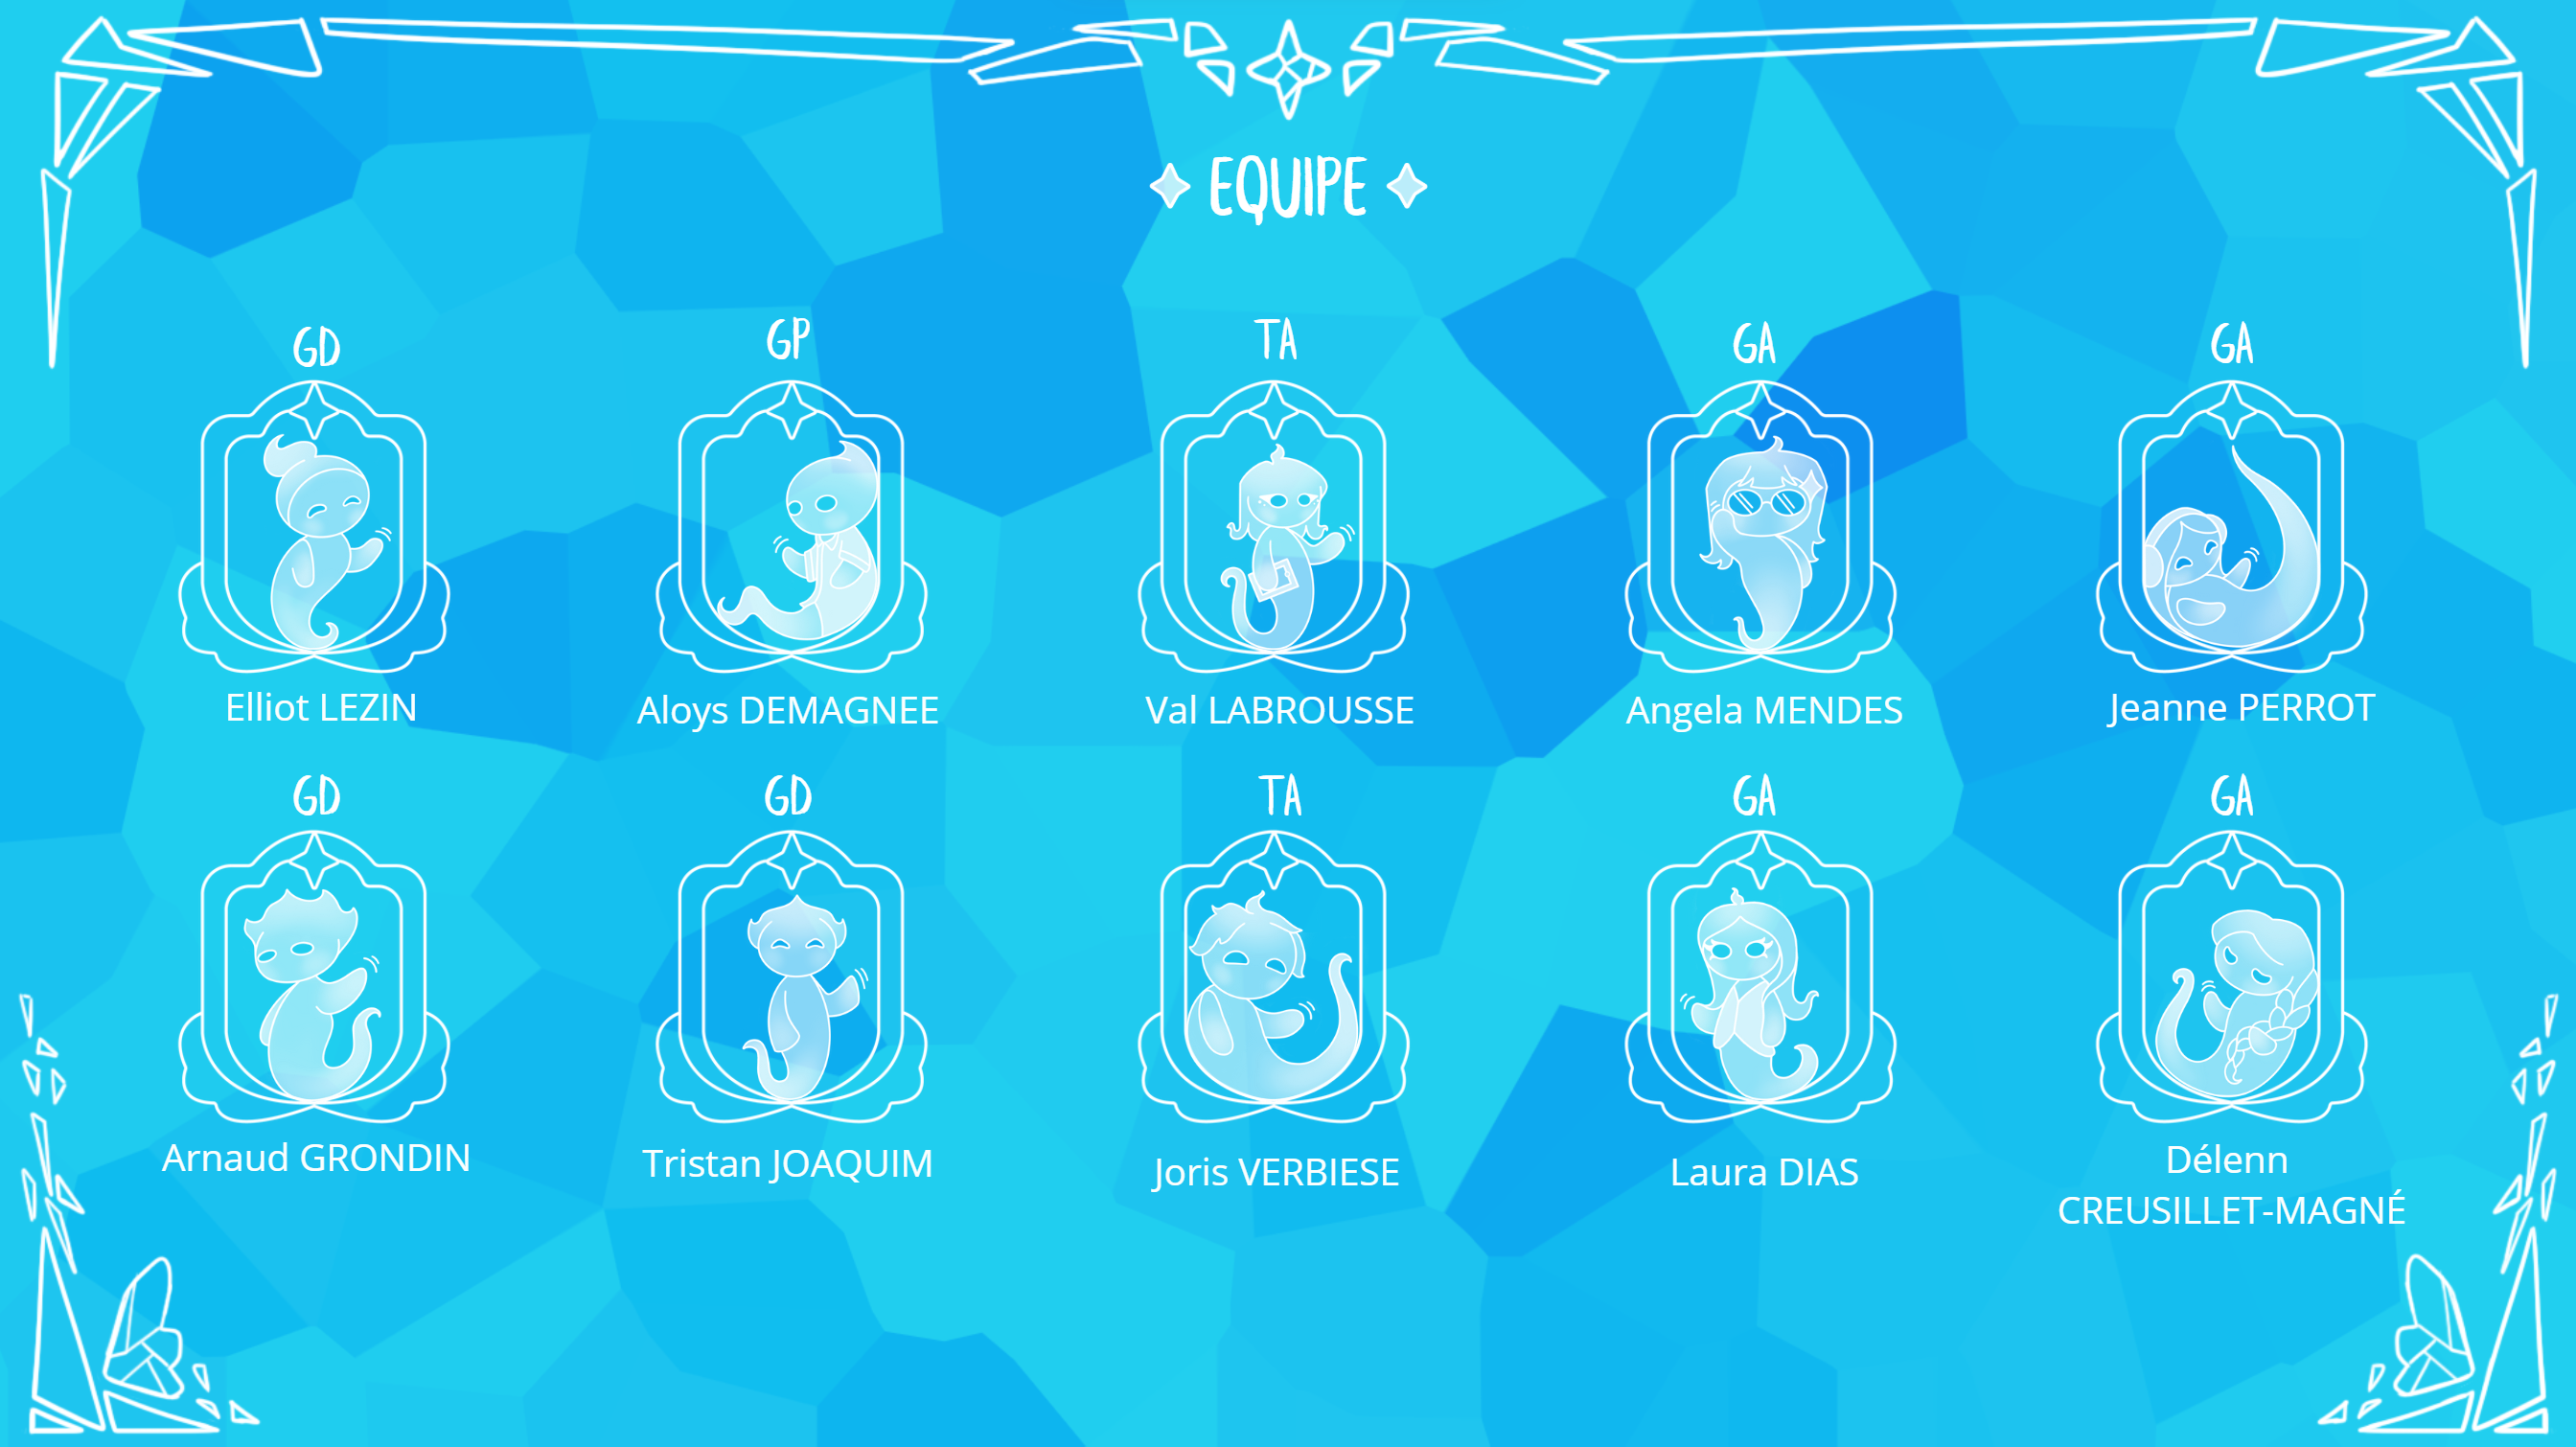 EQUIPE
GD
GP
TA
GA
GA
Elliot LEZIN
Aloys DEMAGNEE
Val LABROUSSE
Angela MENDES
Jeanne PERROT
GD
GD
TA
GA
GA
Arnaud GRONDIN
Tristan JOAQUIM
Joris VERBIESE
Laura DIAS
Délenn
CREUSILLET-MAGNÉ